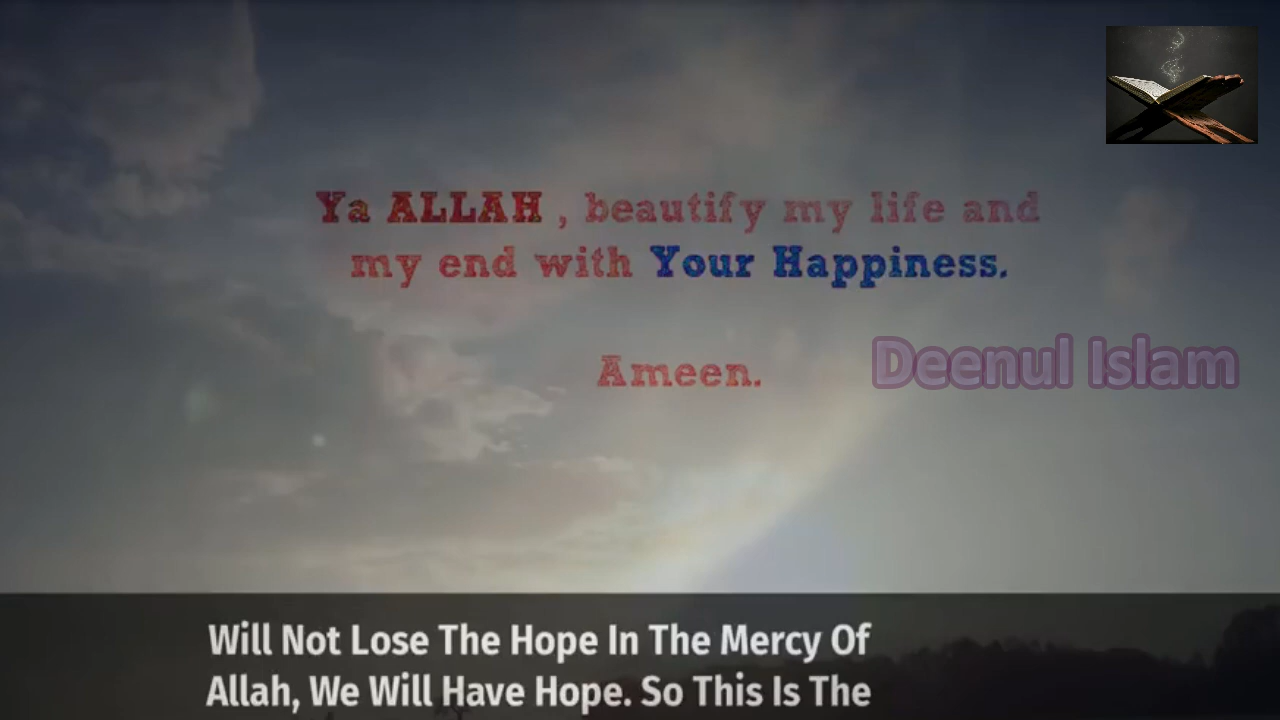 Ya ALLAH , beautify my life and
my end with Your Happiness.
Ameen.
Deenul Islam
Will Not Lose The Hope In The Mercy Of
Allah, We Will Have Hope. So This Is The